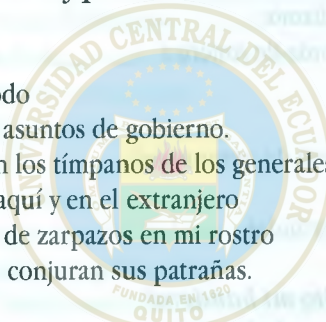 odo
asuntos de gobierno.
n los tímpanos de los generales
aquí y en el extranjero
de zarpazos en mi rostro
conjuran sus patrañas.
UNIVERSIDAD CENTRAL DEL ECUADOR
FUNDADA EN 1920
QUITO